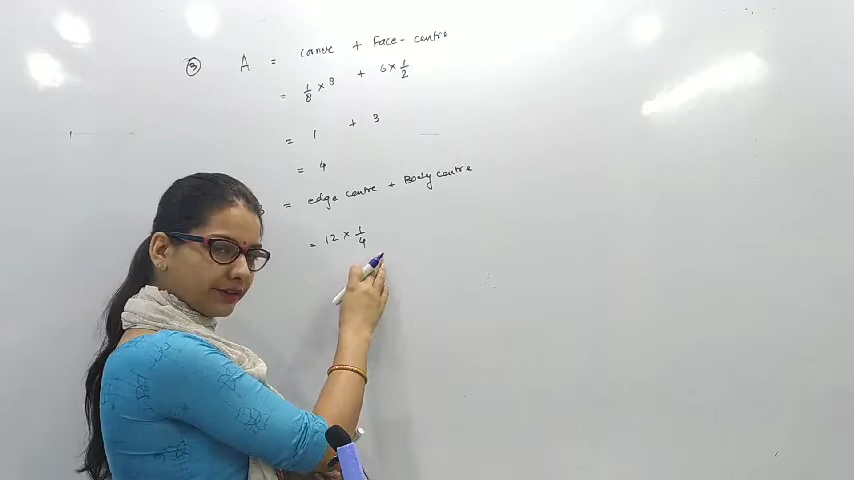 ③ A = corner + Face-centre
= 1/8 × 8 + 6 × 1/2
= 1 + 3
= 4
= edge centre + Body centre
= 12 × 1/4